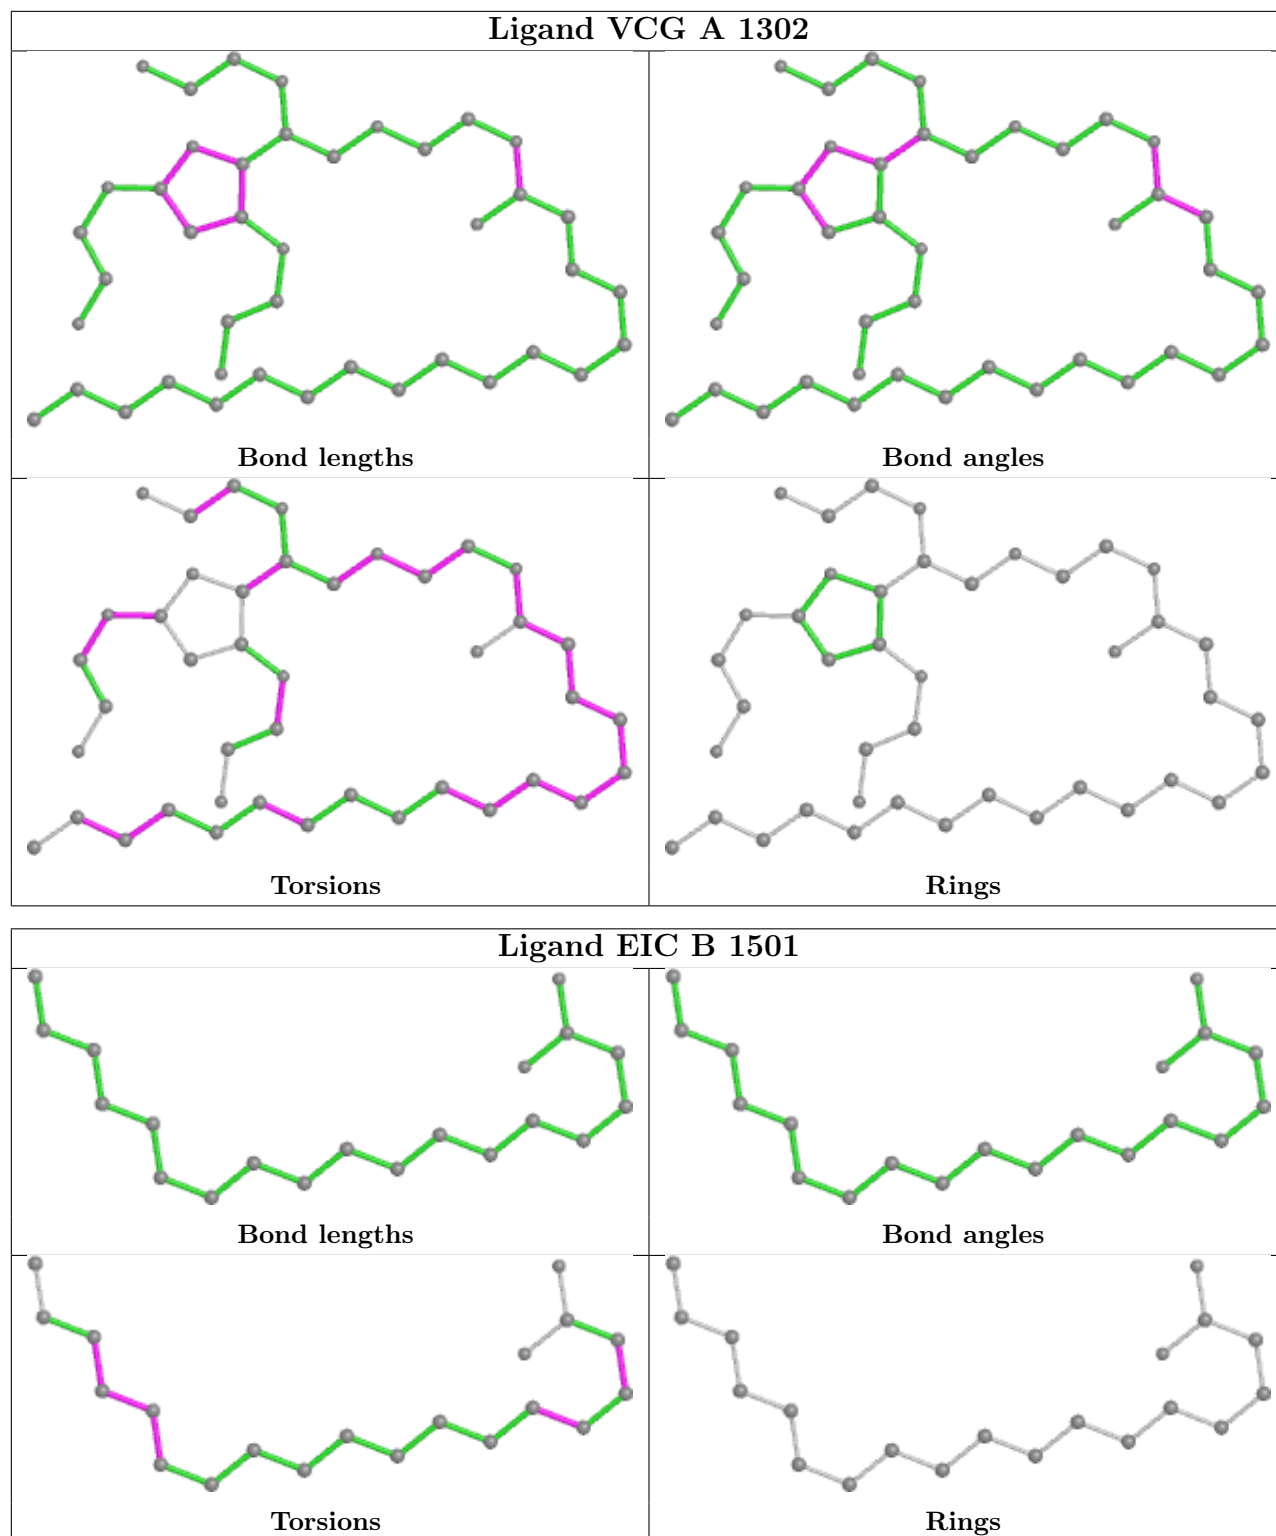 Ligand VCG A 1302
Bond lengths
Bond angles
Torsions
Rings
Ligand EIC B 1501
Bond lengths
Bond angles
Torsions
Rings